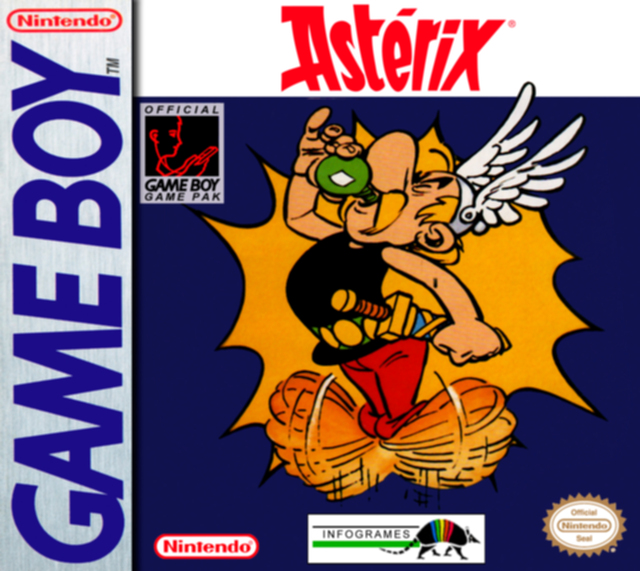 Nintendo®
GAME BOY™
Astérix®
OFFICIAL
GAME BOY
GAME PAK
Nintendo
INFOGRAMES
Official
Nintendo
Seal